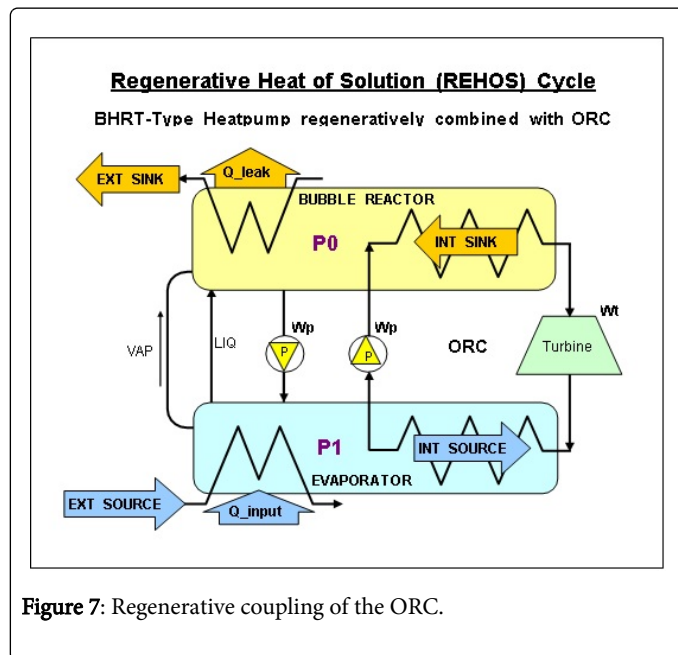 Regenerative Heat of Solution (REHOS) Cycle
BHRT-Type Heatpump regeneratively combined with ORC
EXT SINK
Q_leak
BUBBLE REACTOR
P0
INT SINK
VAP
LIQ
Wp
P
Wp
P
ORC
Wt
Turbine
P1
INT SOURCE
EVAPORATOR
EXT SOURCE
Q_input
Figure 7: Regenerative coupling of the ORC.